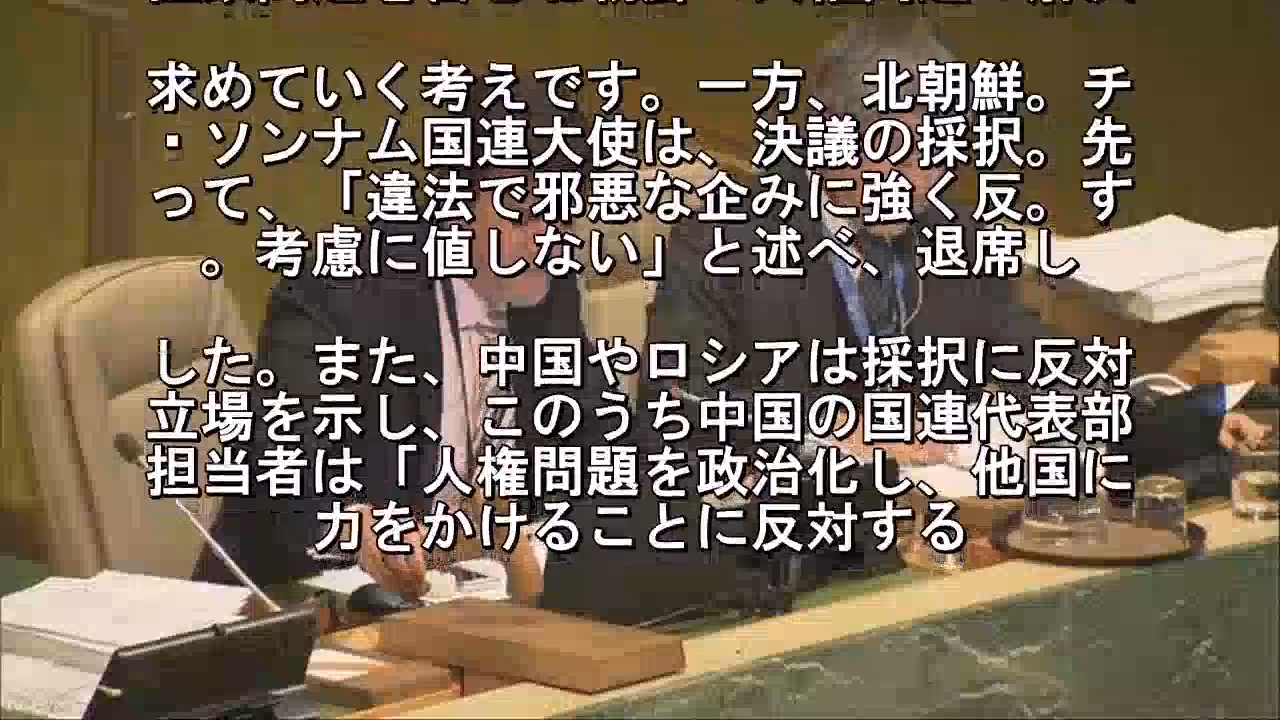 求めていく考えです。一方、北朝鮮。チ
・ソンナム国連大使は、決議の採択。先
って、「違法で邪悪な企みに強く反。す
。考慮に値しない」と述べ、退席し
した。また、中国やロシアは採択に反対
立場を示し、このうち中国の国連代表部
担当者は「人権問題を政治化し、他国に
力をかけることに反対する